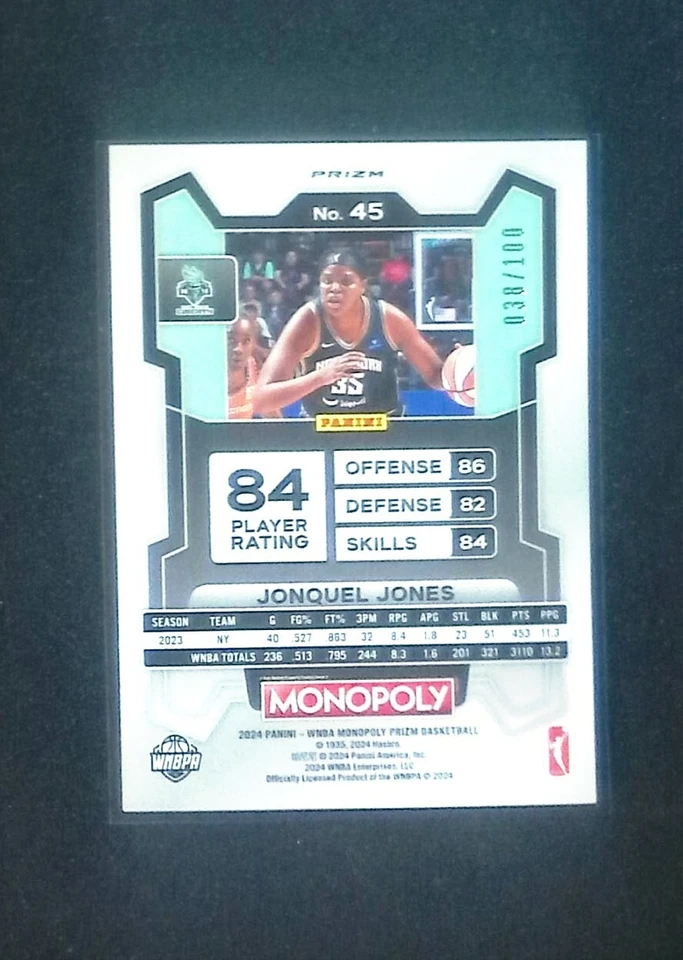 PRIZM
No. 45
038/100
35
PANINI
84
PLAYER
RATING
OFFENSE 86
DEFENSE 82
SKILLS 84
JONQUEL JONES
SEASON TEAM G FG% FT% 3PM RPG APG STL BLK PTS PPG
2023 NY 40 .527 .863 32 8.4 1.8 23 51 453 11.3
WNBA TOTALS 236 .513 .795 244 8.3 1.6 201 321 3110 13.2
MONOPOLY
2024 PANINI – WNBA MONOPOLY PRIZM BASKETBALL
© 1935, 2024 Hasbro.
© 2024 Panini America, Inc.
2024 WNBA Enterprises, LLC
Officially Licensed Product of the WNBPA © 2024
WNBPA